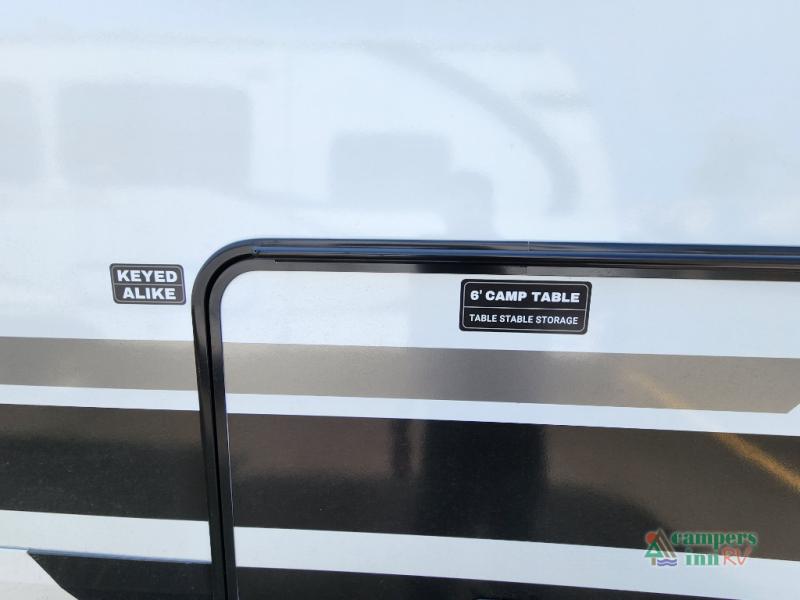 KEYED
ALIKE
6' CAMP TABLE
TABLE STABLE STORAGE
campers
inn RV